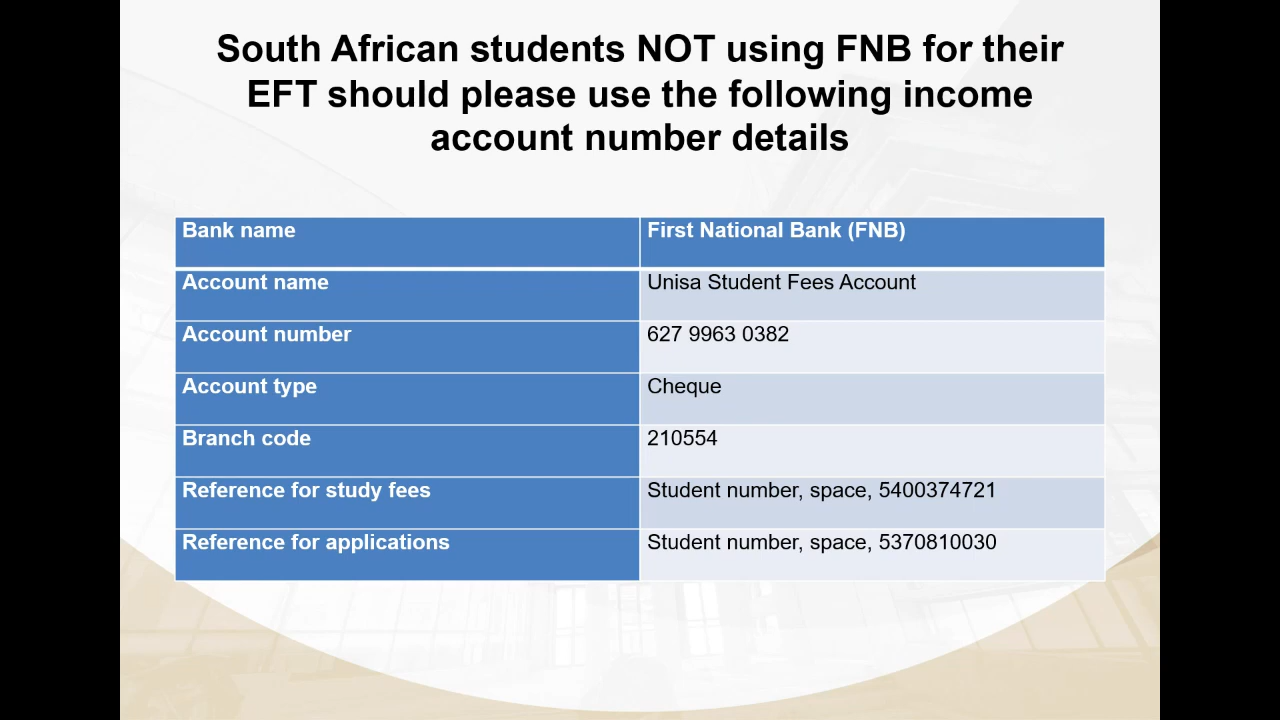 South African students NOT using FNB for their
EFT should please use the following income
account number details
Bank name First National Bank (FNB)
Account name Unisa Student Fees Account
Account number 627 9963 0382
Account type Cheque
Branch code 210554
Reference for study fees Student number, space, 5400374721
Reference for applications Student number, space, 5370810030